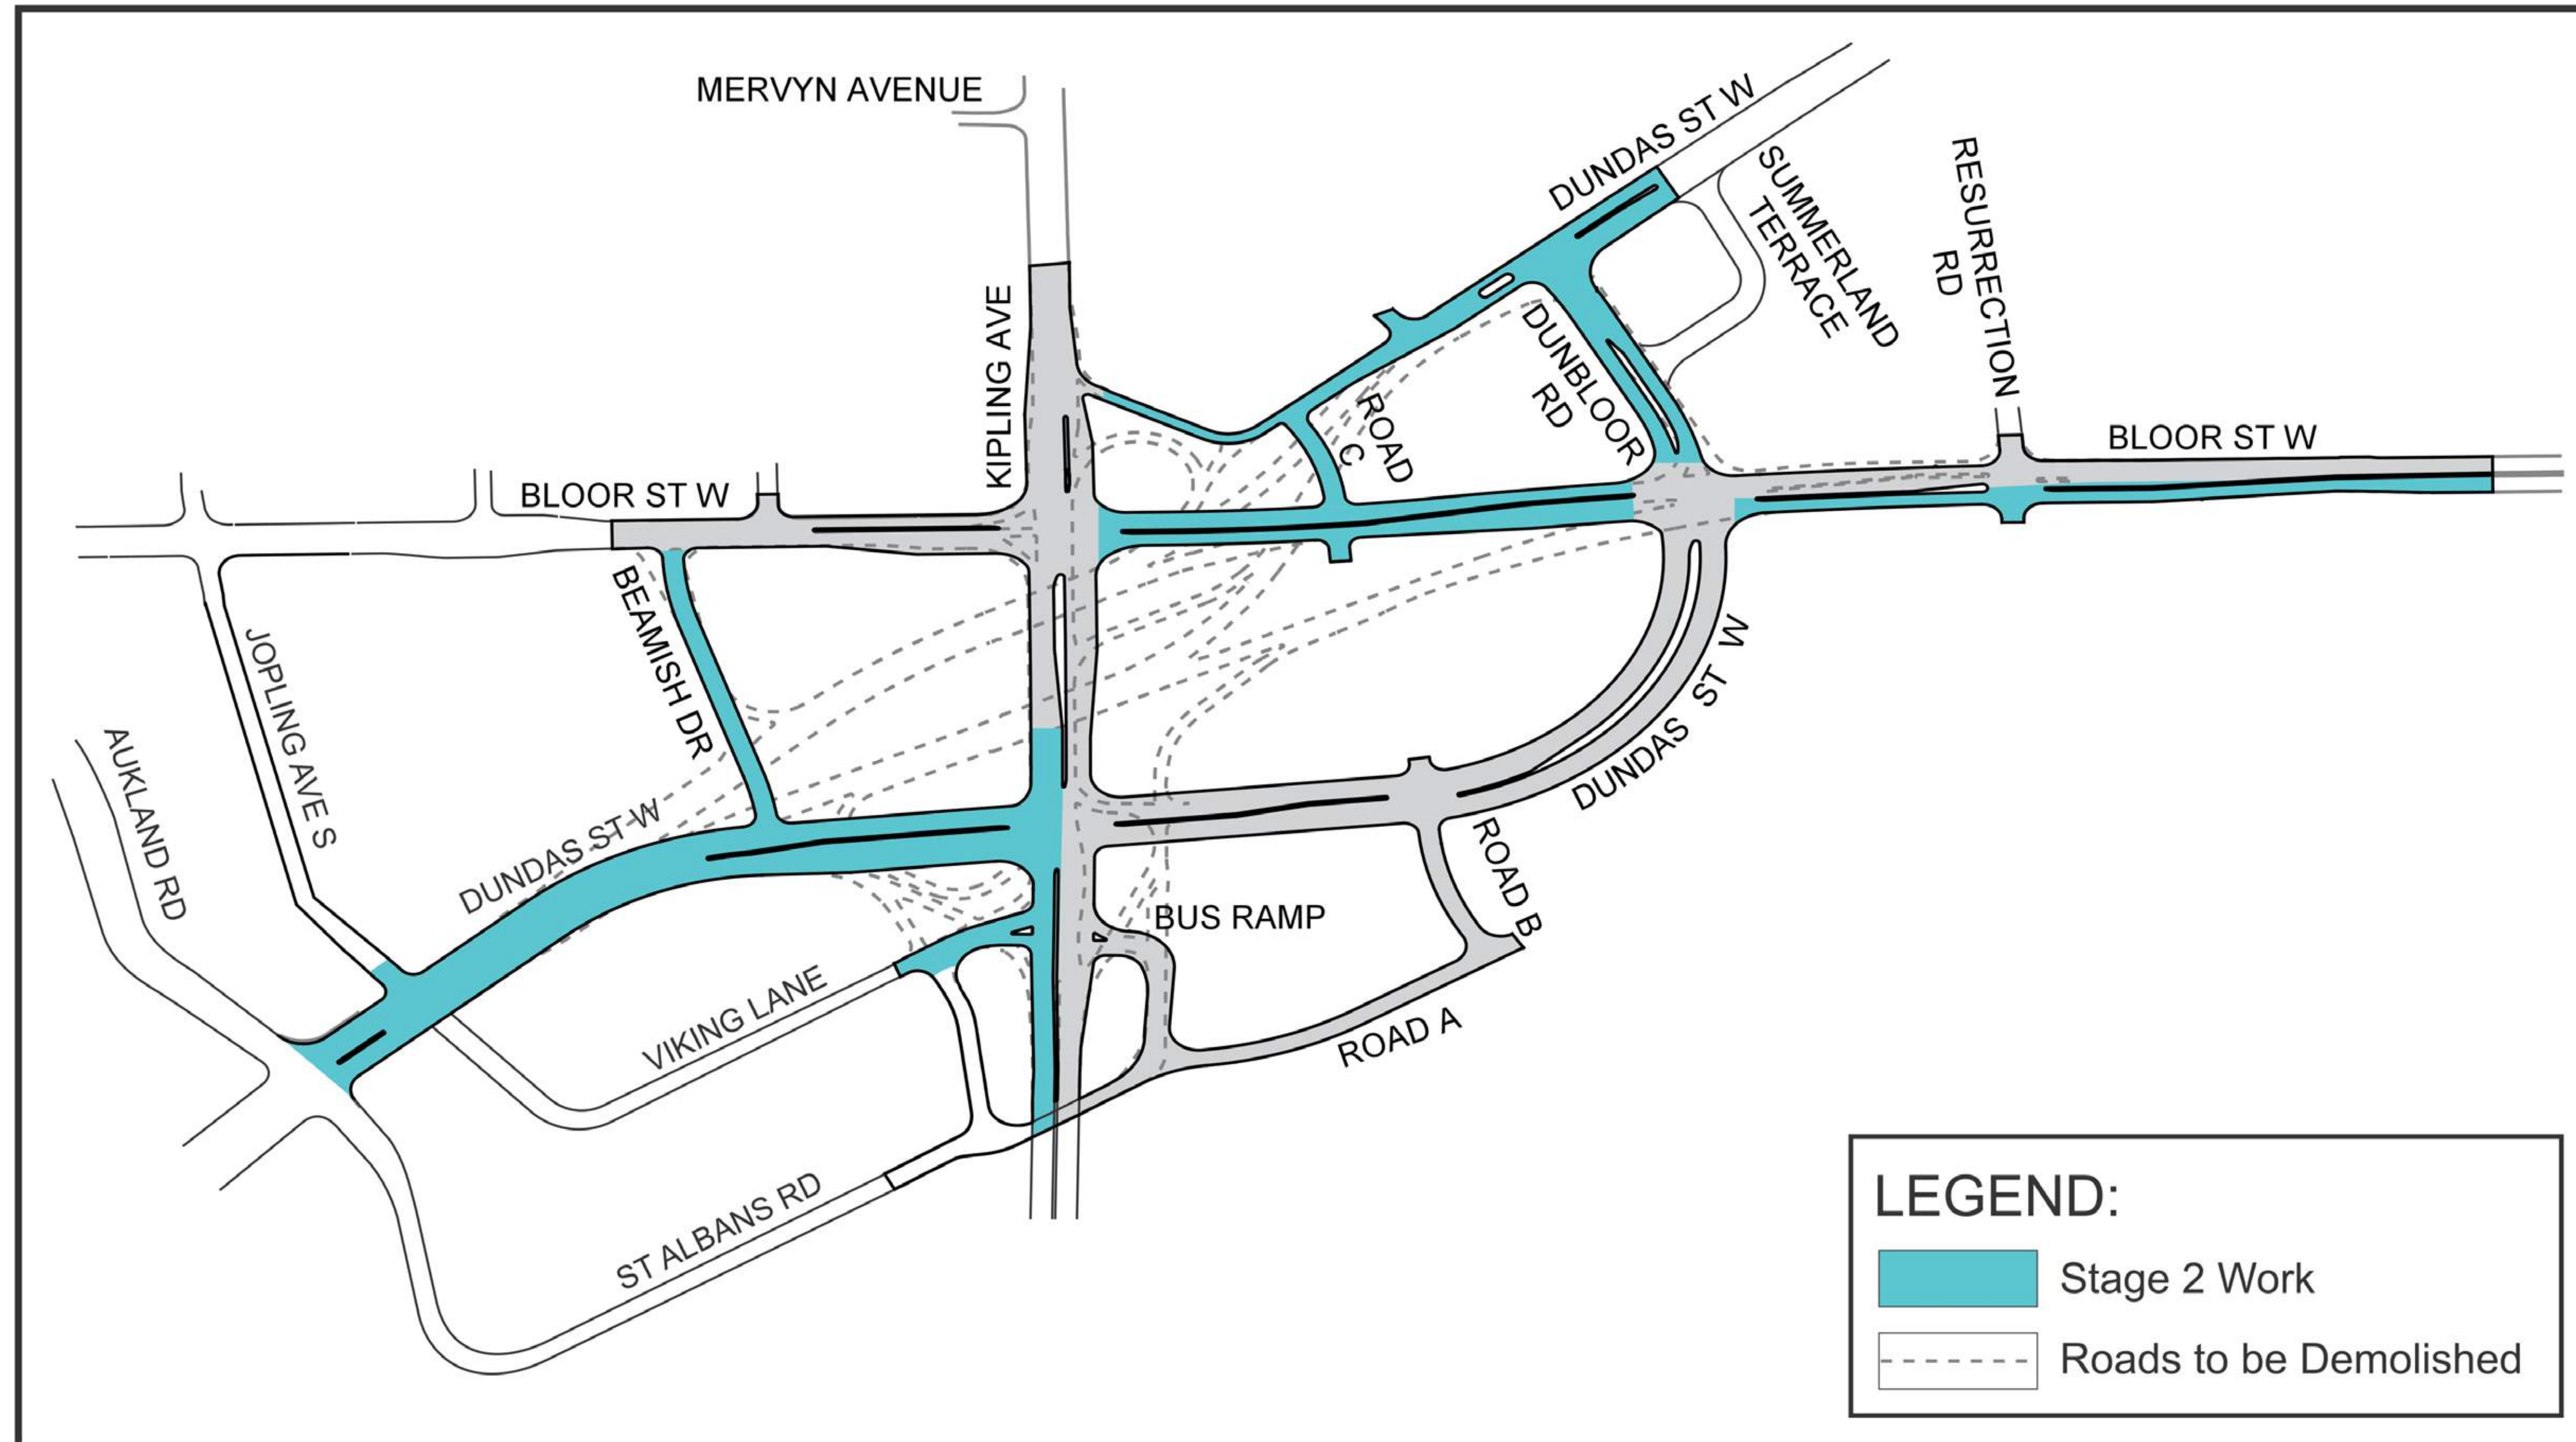 MERVYN AVENUE
DUNDAS ST W
SUMMERLAND
TERRACE
RESURRECTION
RD
KIPLING AVE
DUNBLOOR
RD
ROAD
C
BLOOR ST W
BLOOR ST W
BEAMISH DR
JOPLING AVE S
AUKLAND RD
DUNDAS ST W
DUNDAS ST W
ROAD B
BUS RAMP
VIKING LANE
ROAD A
ST ALBANS RD
LEGEND:
Stage 2 Work
Roads to be Demolished